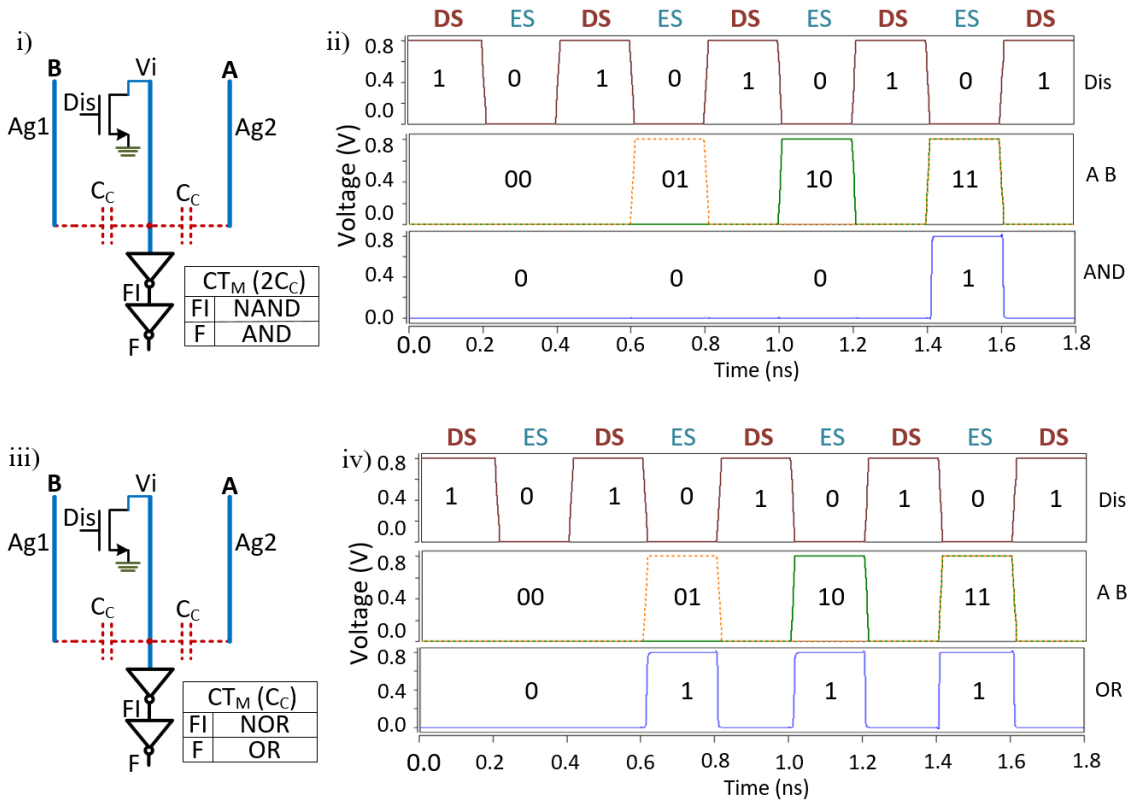 i)
B
Vi
A
Dis
Ag1
Ag2
C_C
C_C
FI
F
CT_M (2C_C)
FI NAND
F AND
ii)
DS ES DS ES DS ES DS ES DS
0.8
0.4
0.0
1 0 1 0 1 0 1 0 1
Dis
Voltage (V)
0.8
0.4
0.0
00 01 10 11
A B
0.8
0.4
0.0
0 0 0 1
AND
0.0 0.2 0.4 0.6 0.8 1.0 1.2 1.4 1.6 1.8
Time (ns)
iii)
B
Vi
A
Dis
Ag1
Ag2
C_C
C_C
FI
F
CT_M (C_C)
FI NOR
F OR
iv)
DS ES DS ES DS ES DS ES DS
0.8
0.4
0.0
1 0 1 0 1 0 1 0 1
Dis
Voltage (V)
0.8
0.4
0.0
00 01 10 11
A B
0.8
0.4
0.0
0 1 1 1
OR
0.0 0.2 0.4 0.6 0.8 1.0 1.2 1.4 1.6 1.8
Time (ns)